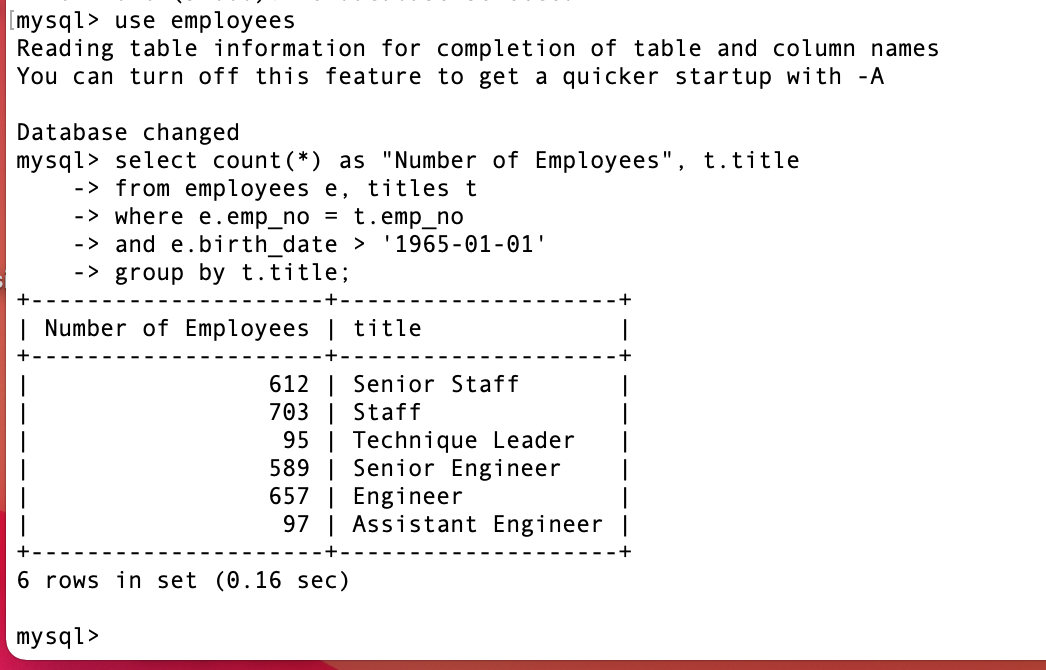 mysql> use employees
Reading table information for completion of table and column names
You can turn off this feature to get a quicker startup with -A
Database changed
mysql> select count(*) as "Number of Employees", t.title
    -> from employees e, titles t
    -> where e.emp_no = t.emp_no
    -> and e.birth_date > '1965-01-01'
    -> group by t.title;
+---------------------+--------------------+
| Number of Employees | title              |
+---------------------+--------------------+
|                 612 | Senior Staff       |
|                 703 | Staff              |
|                  95 | Technique Leader   |
|                 589 | Senior Engineer    |
|                 657 | Engineer           |
|                  97 | Assistant Engineer |
+---------------------+--------------------+
6 rows in set (0.16 sec)
mysql>